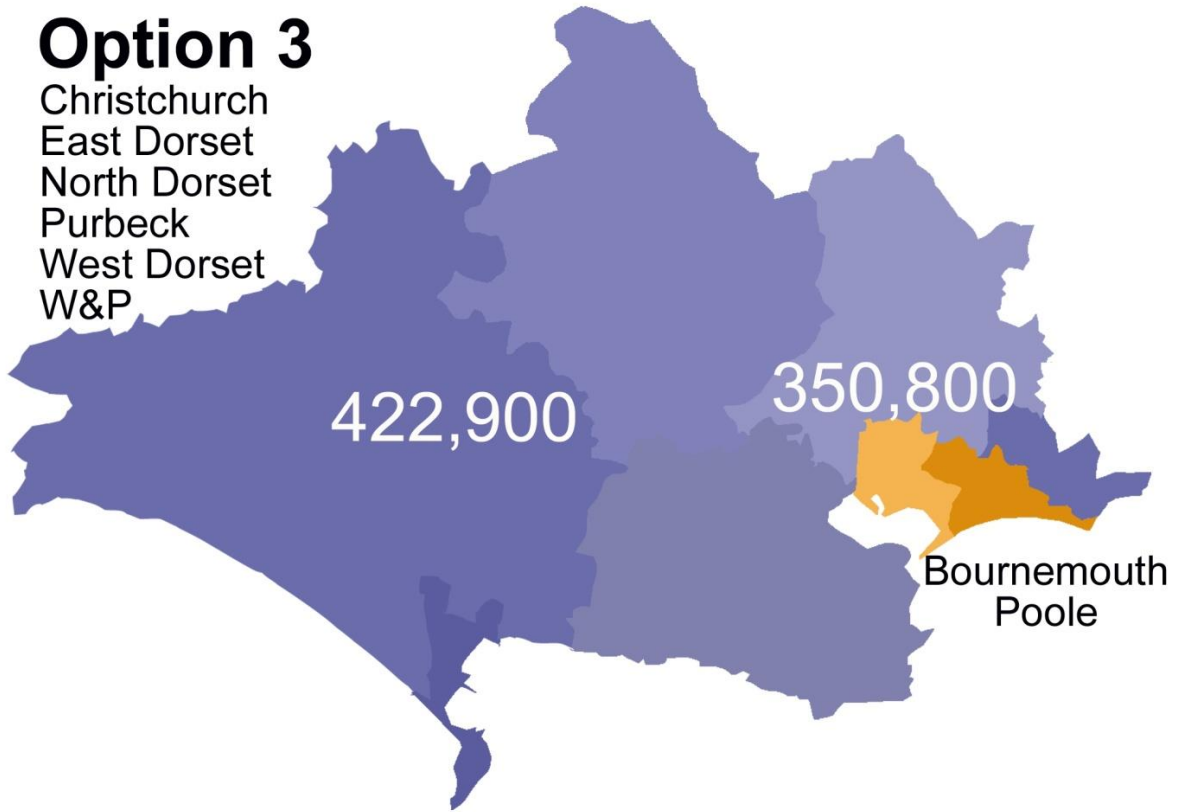 Option 3
Christchurch
East Dorset
North Dorset
Purbeck
West Dorset
W&P
350,800
422,900
Bournemouth
Poole